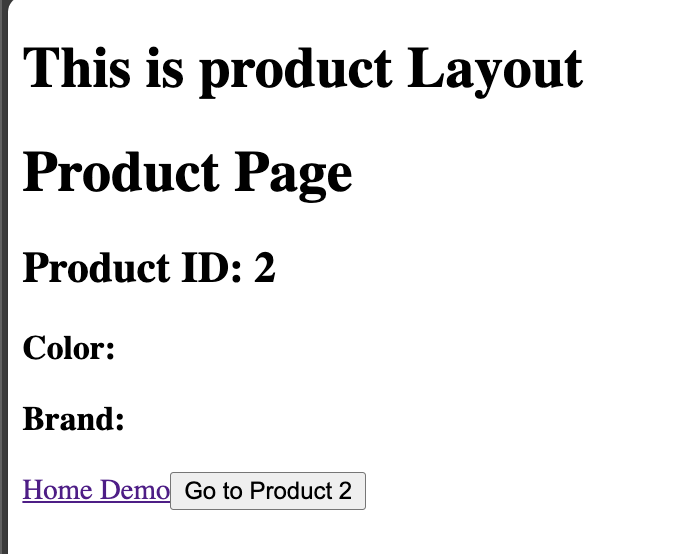 This is product Layout
Product Page
Product ID: 2
Color:
Brand:
Home Demo Go to Product 2